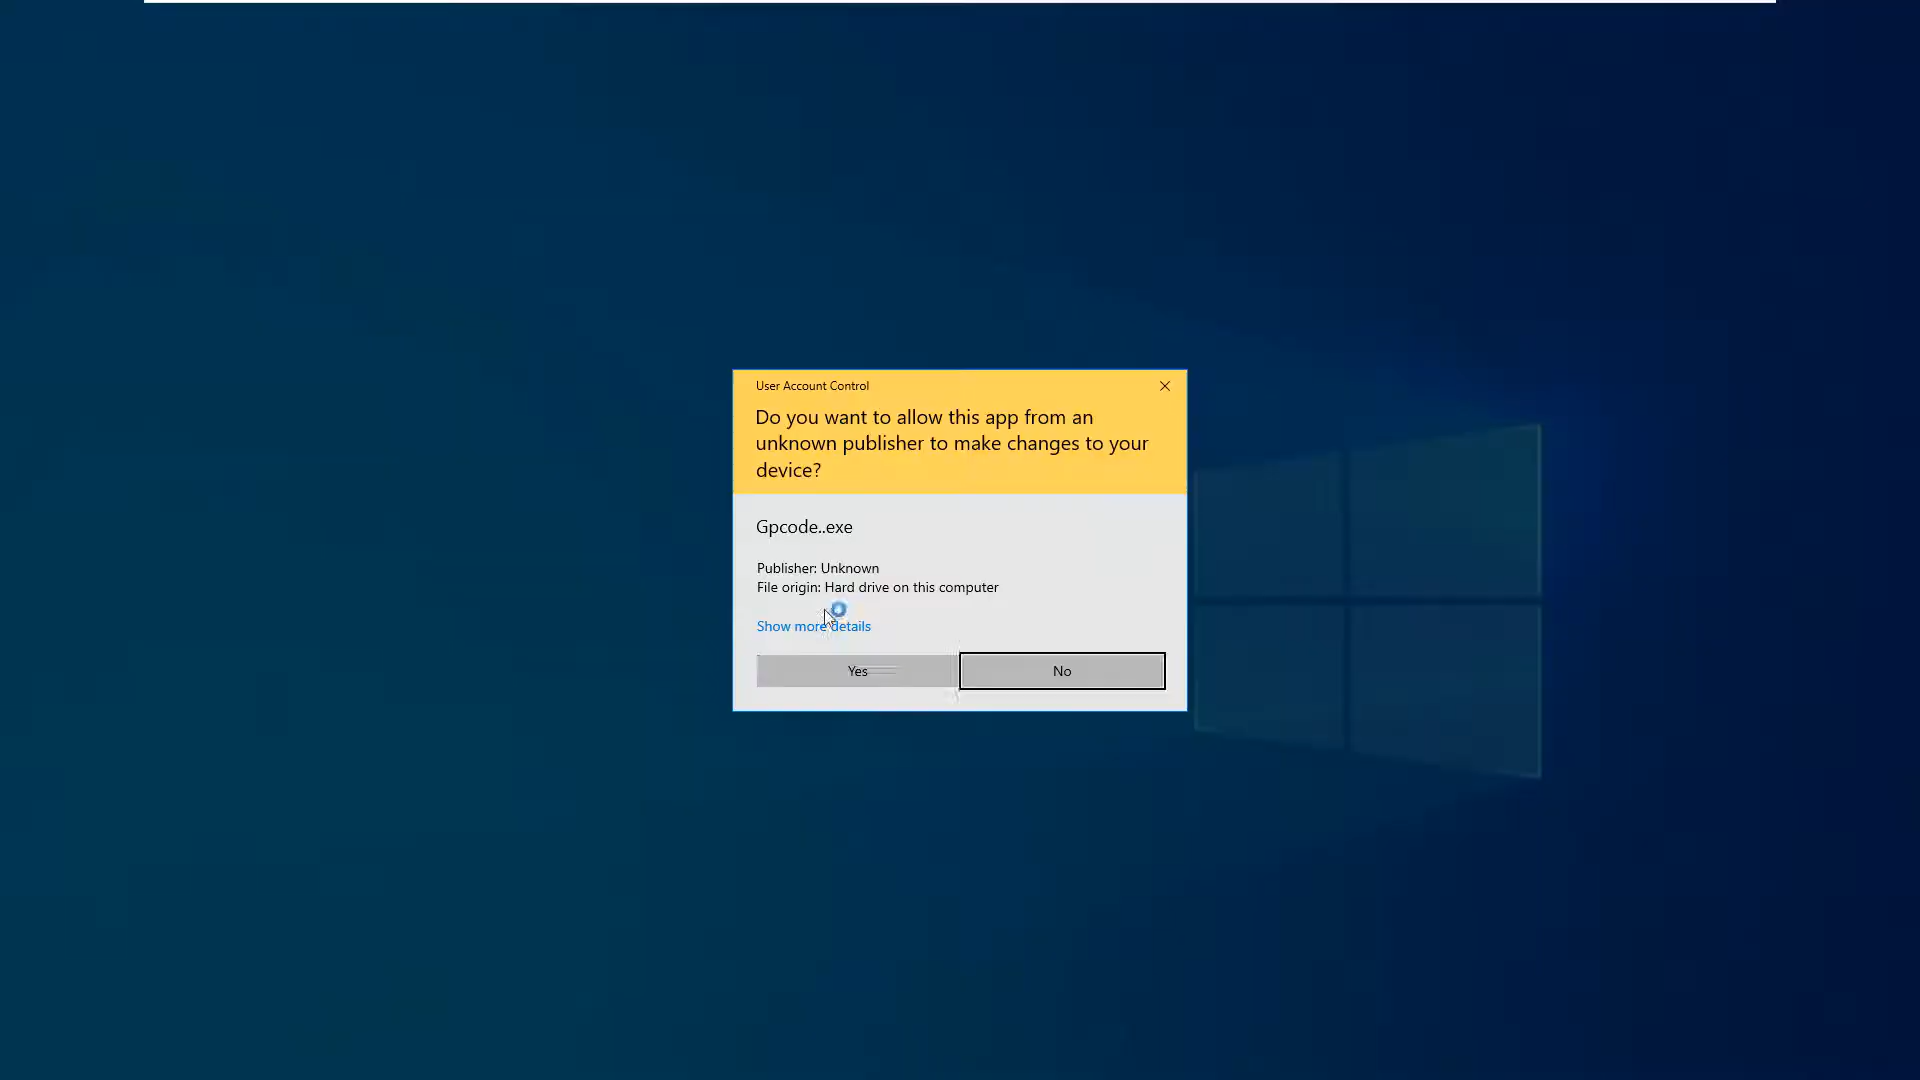 User Account Control
Do you want to allow this app from an
unknown publisher to make changes to your
device?
Gpcode..exe
Publisher: Unknown
File origin: Hard drive on this computer
Show more details
Yes
No